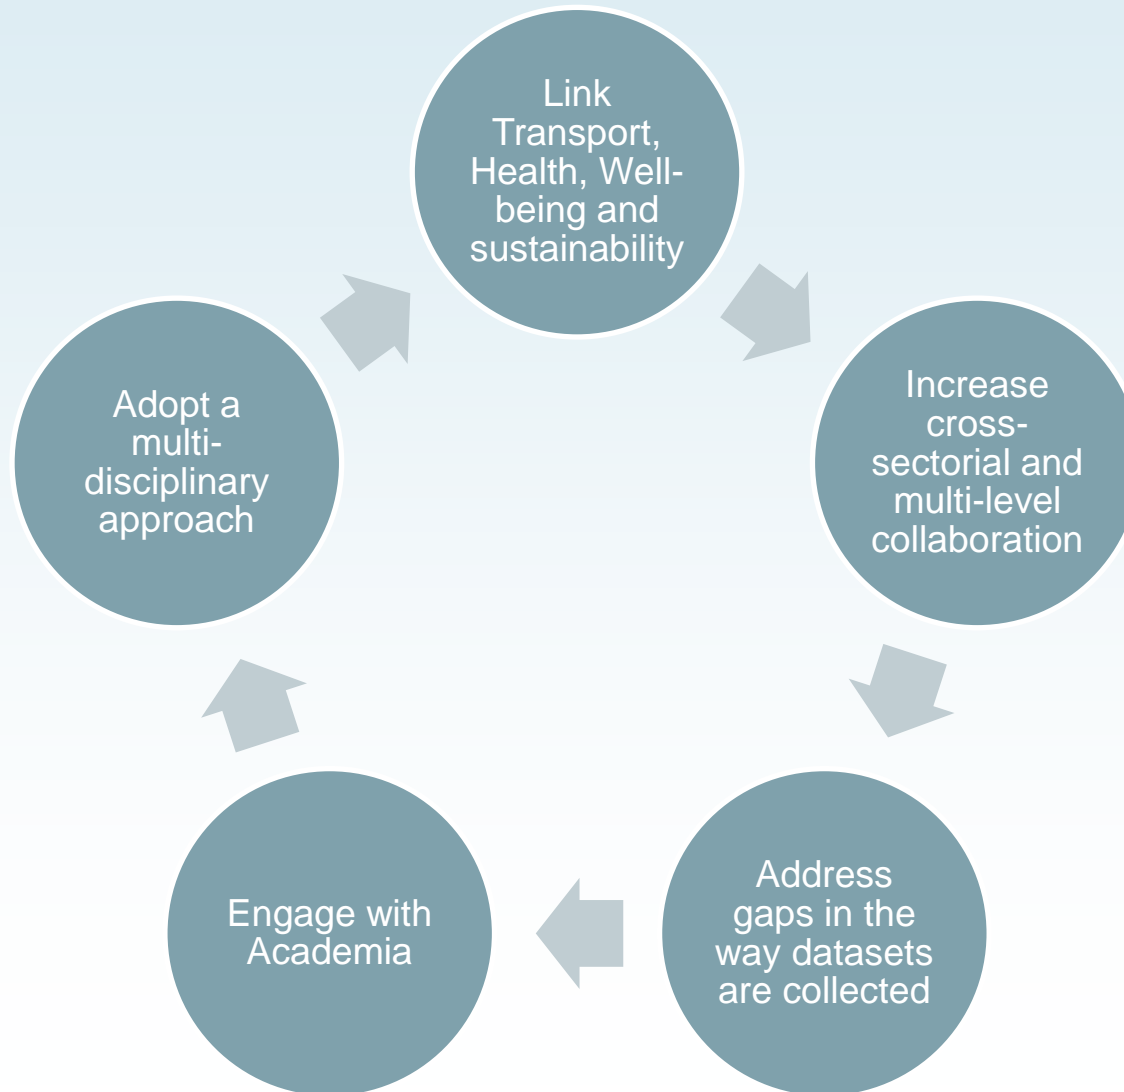 Link
Transport,
Health, Well-
being and
sustainability
Increase
cross-
sectorial and
multi-level
collaboration
Address
gaps in the
way datasets
are collected
Engage with
Academia
Adopt a
multi-
disciplinary
approach